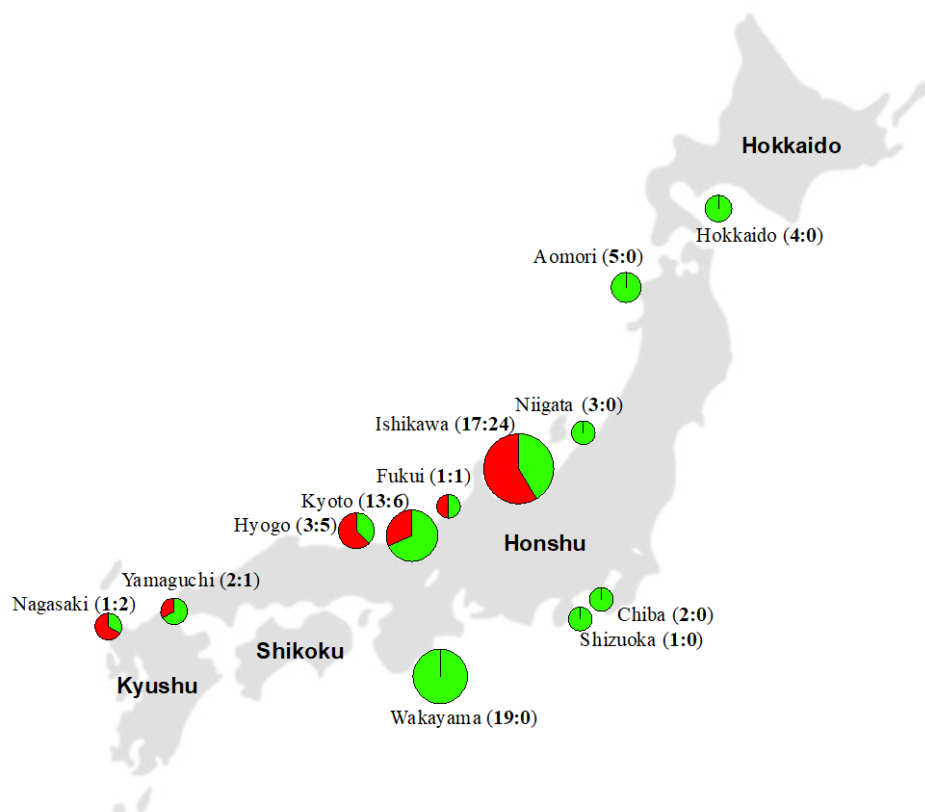 Hokkaido
Hokkaido (4:0)
Aomori (5:0)
Niigata (3:0)
Ishikawa (17:24)
Fukui (1:1)
Kyoto (13:6)
Hyogo (3:5)
Honshu
Yamaguchi (2:1)
Nagasaki (1:2)
Chiba (2:0)
Shizuoka (1:0)
Shikoku
Kyushu
Wakayama (19:0)